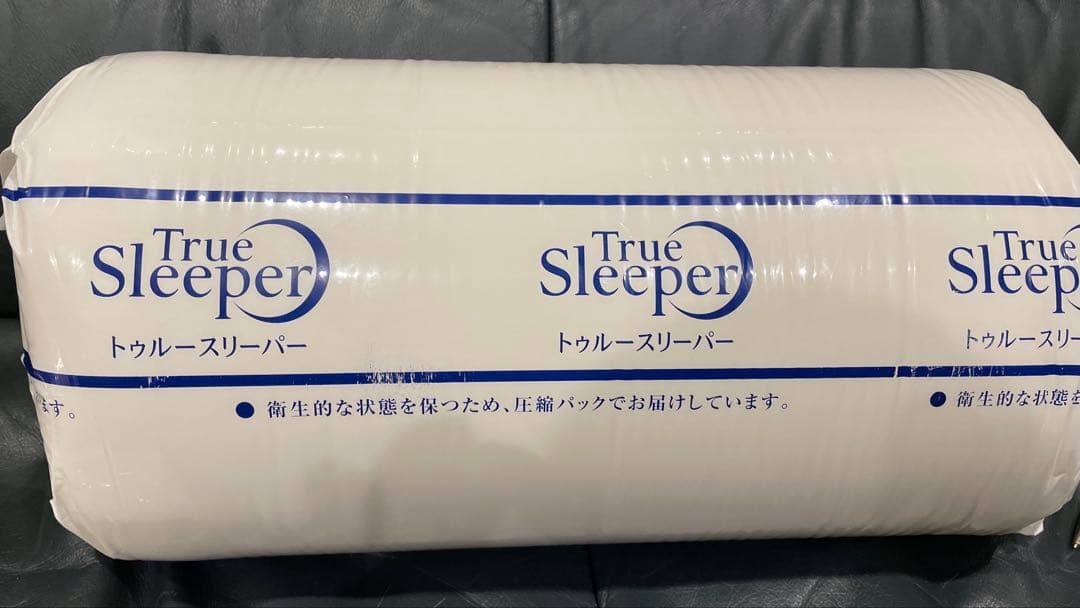 True
Sleeper
トゥルースリーパー
True
Sleeper
トゥルースリーパー
True
Sleep
トゥルースリーパ
ます。
● 衛生的な状態を保つため、圧縮パックでお届けしています。
● 衛生的な状態を